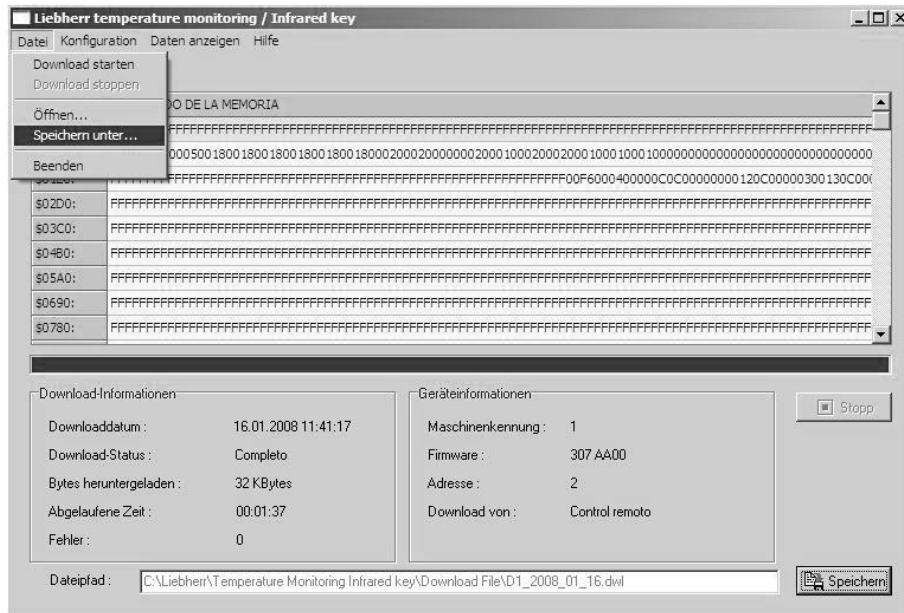 Liebherr temperature monitoring / Infrared key
Datei Konfiguration Daten anzeigen Hilfe
Download starten
Download stoppen
Öffnen...
Speichern unter...
Beenden
DO DE LA MEMORIA
$02D0:
$03C0:
$04B0:
$05A0:
$0690:
$0780:
Download-Informationen
Downloaddatum : 16.01.2008 11:41:17
Download-Status : Completo
Bytes heruntergeladen : 32 KBytes
Abgelaufene Zeit : 00:01:37
Fehler : 0
Geräteinformationen
Maschinenkennung : 1
Firmware : 307 AA00
Adresse : 2
Download von : Control remoto
Stopp
Dateipfad : C:\Liebherr\Temperature Monitoring Infrared key\Download File\D1_2008_01_16.dwl
Speichern